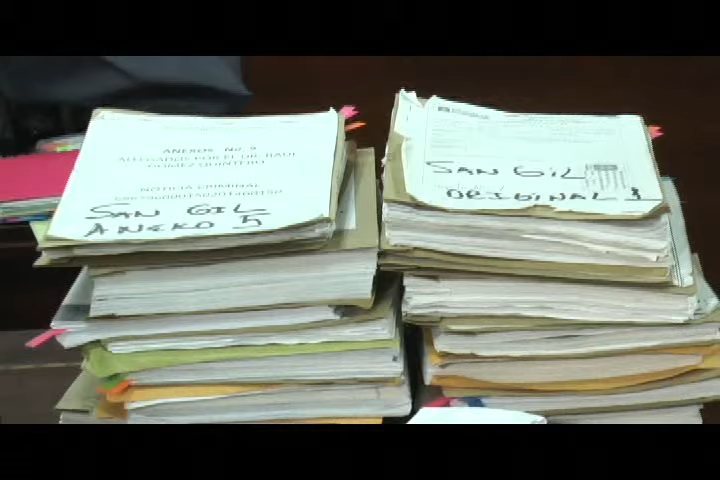 ANEXOS No. 5
ALLEGADOS POR EL DR. RAUL
GOMEZ QUINTERO
NOTICIA CRIMINAL
SAN GIL
ANEXO 5
SAN GIL
ORIGINAL 1